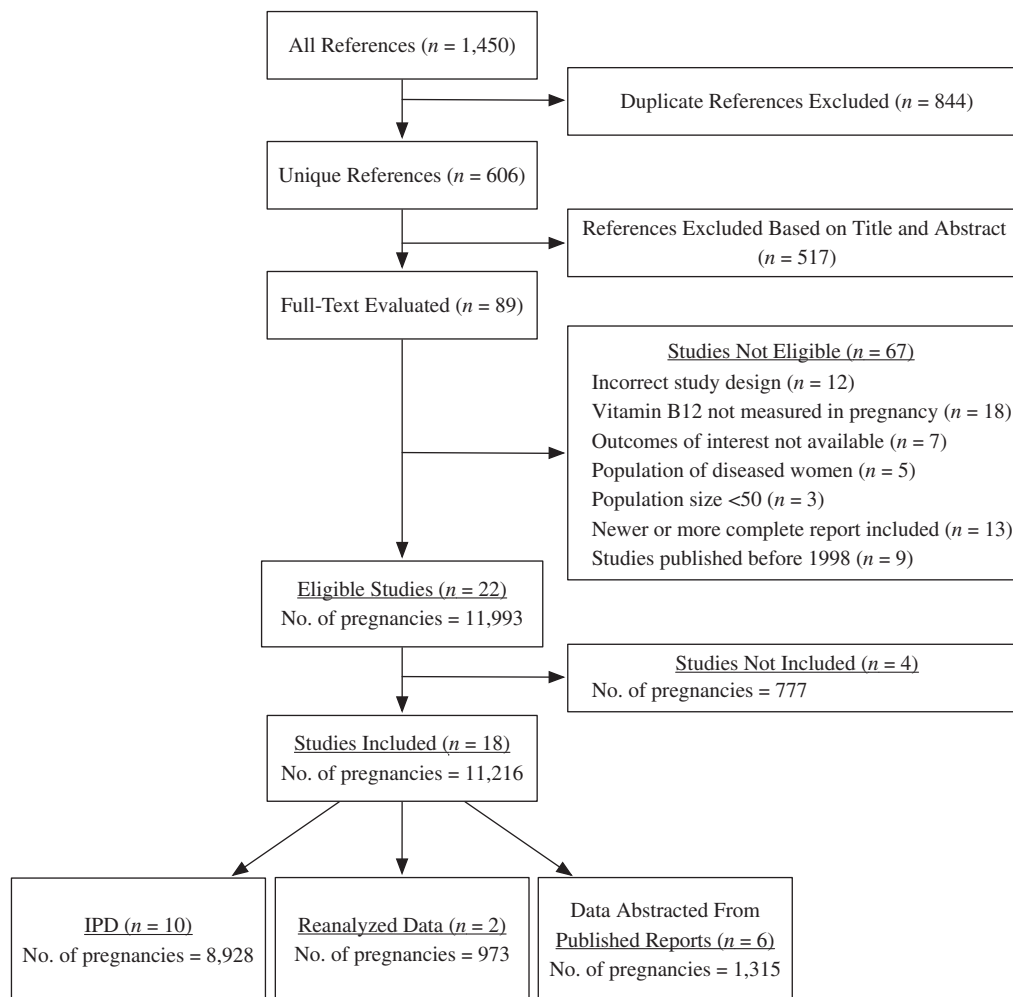 All References (n = 1,450)
Duplicate References Excluded (n = 844)
Unique References (n = 606)
References Excluded Based on Title and Abstract
(n = 517)
Full-Text Evaluated (n = 89)
Studies Not Eligible (n = 67)
Incorrect study design (n = 12)
Vitamin B12 not measured in pregnancy (n = 18)
Outcomes of interest not available (n = 7)
Population of diseased women (n = 5)
Population size <50 (n = 3)
Newer or more complete report included (n = 13)
Studies published before 1998 (n = 9)
Eligible Studies (n = 22)
No. of pregnancies = 11,993
Studies Not Included (n = 4)
No. of pregnancies = 777
Studies Included (n = 18)
No. of pregnancies = 11,216
IPD (n = 10)
No. of pregnancies = 8,928
Reanalyzed Data (n = 2)
No. of pregnancies = 973
Data Abstracted From
Published Reports (n = 6)
No. of pregnancies = 1,315